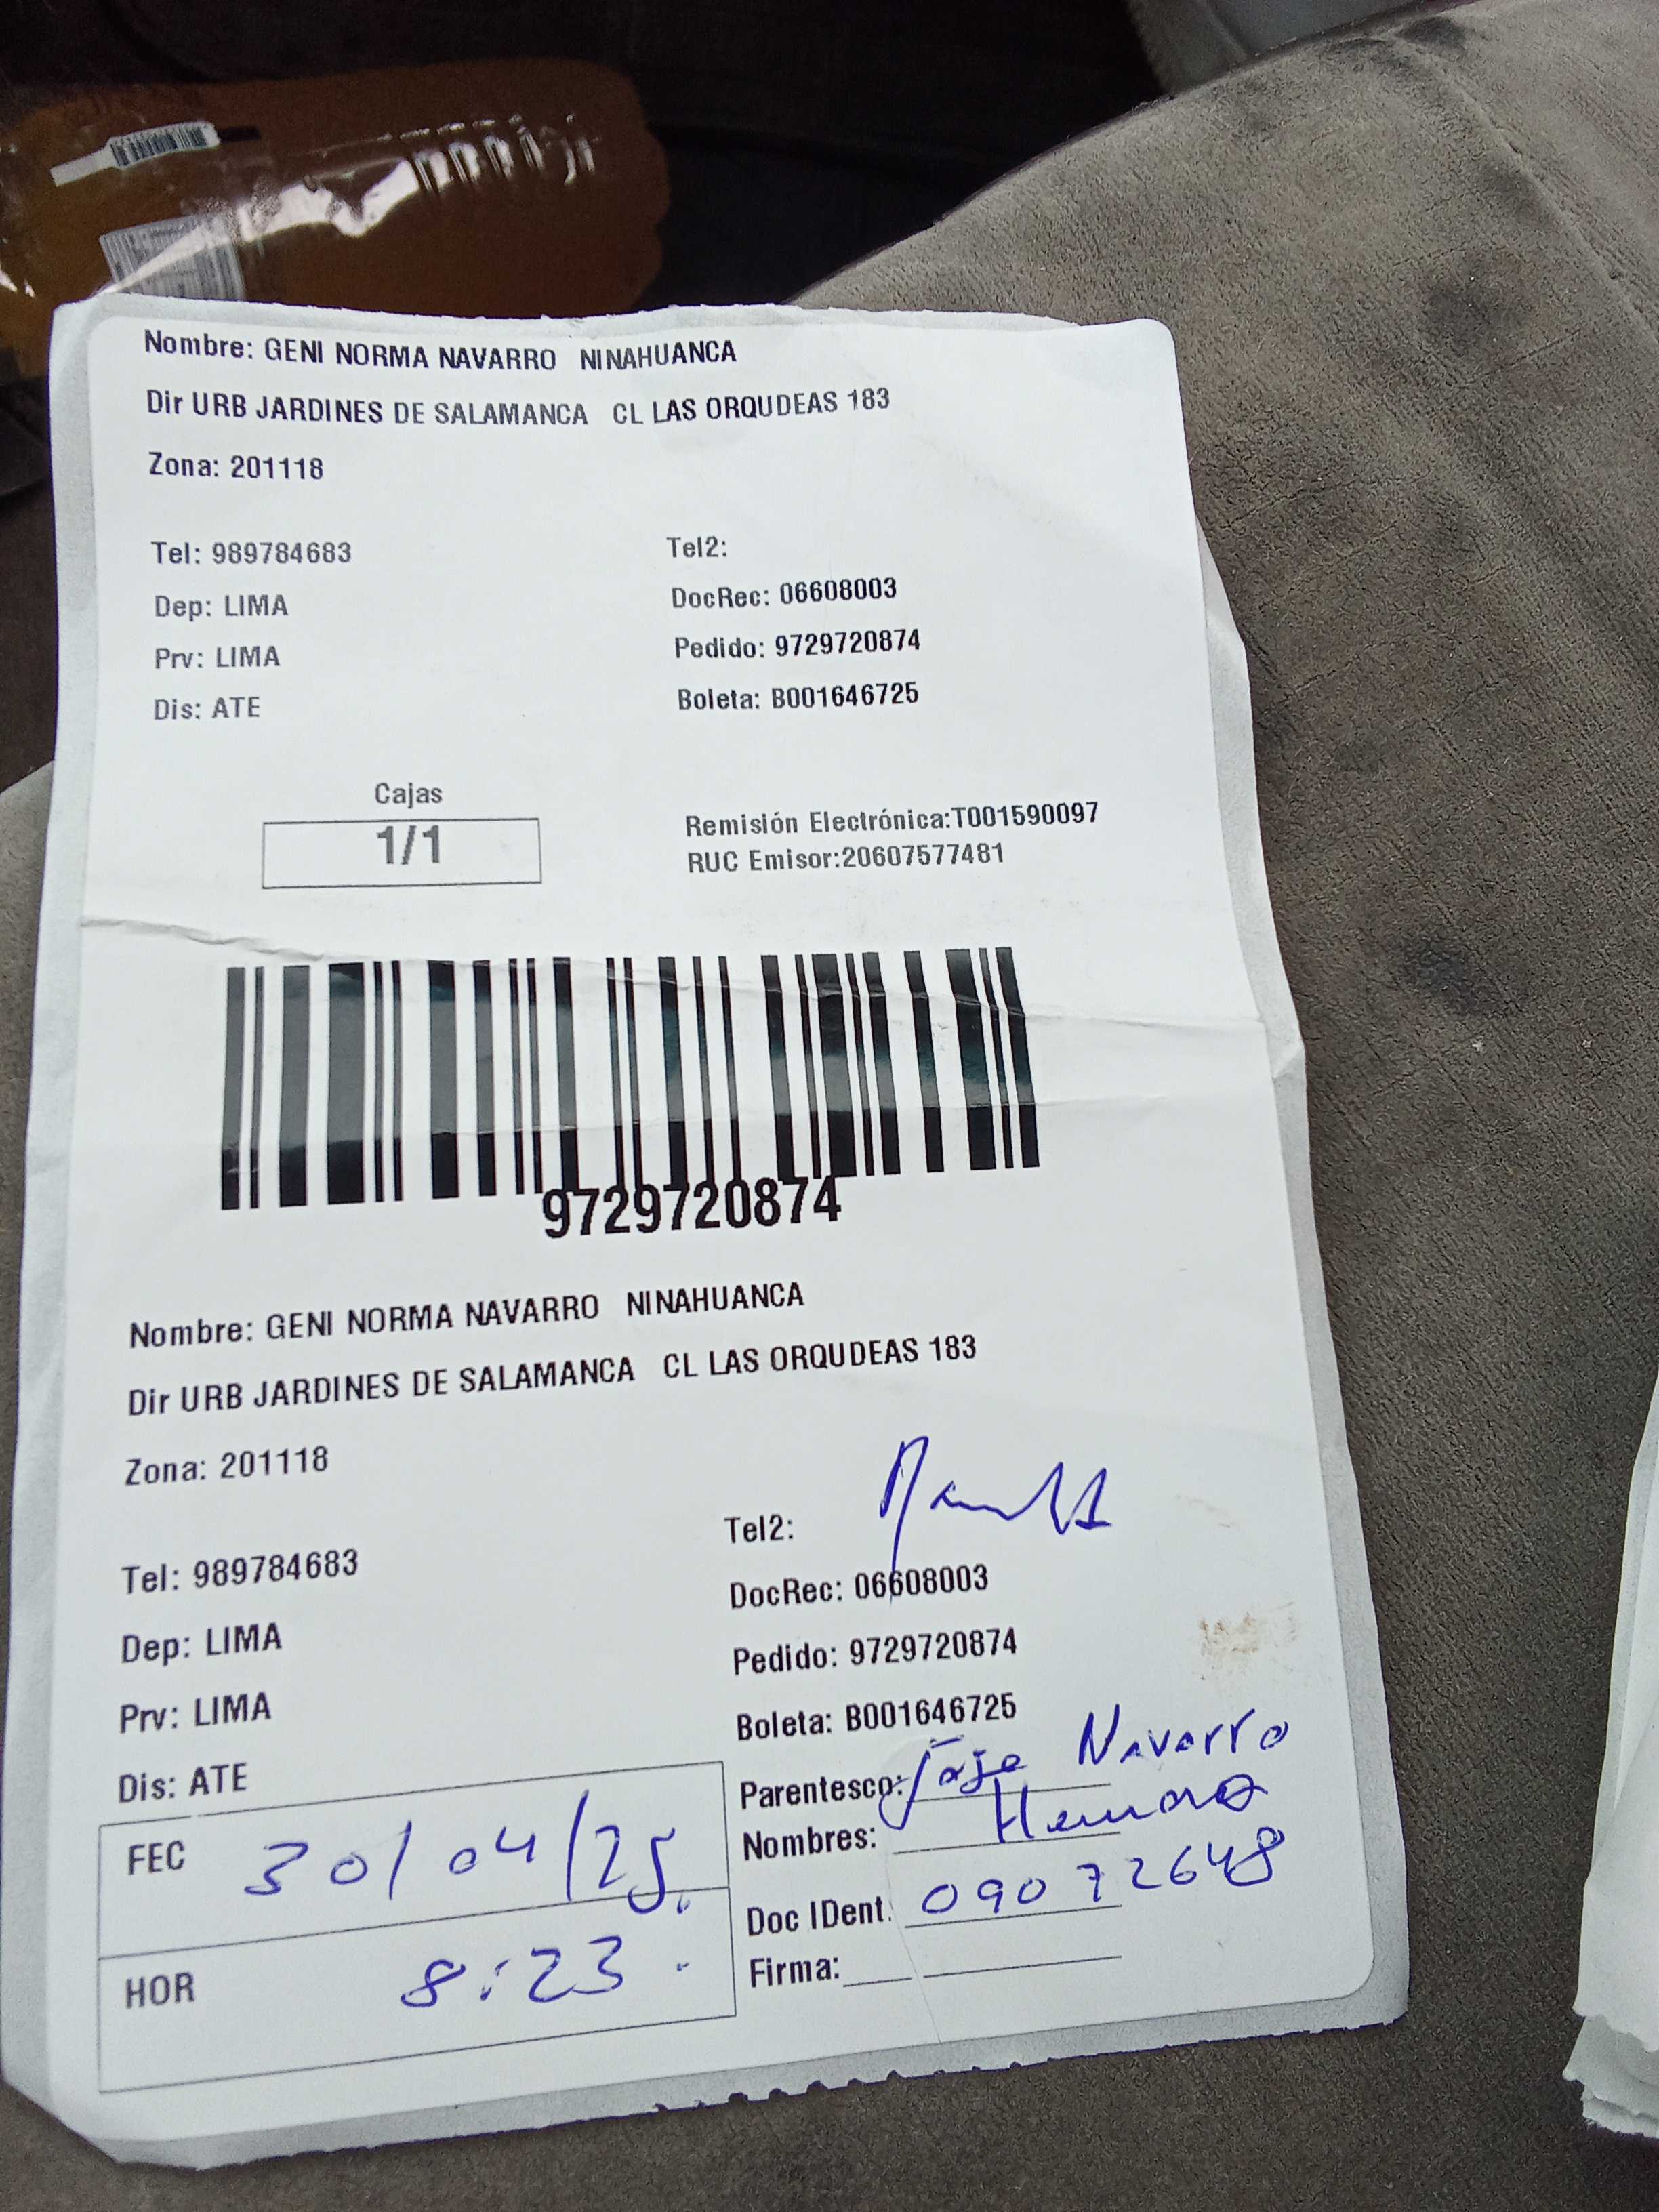 Nombre: GENI NORMA NAVARRO NINAHUANCA
Dir URB JARDINES DE SALAMANCA CL LAS ORQUDEAS 183
Zona: 201118
Tel: 989784683 Tel2:
Dep: LIMA DocRec: 06608003
Prv: LIMA Pedido: 9729720874
Dis: ATE Boleta: B001646725
Cajas
1/1
Remisión Electrónica:T001590097
RUC Emisor:20607577481
9729720874
Nombre: GENI NORMA NAVARRO NINAHUANCA
Dir URB JARDINES DE SALAMANCA CL LAS ORQUDEAS 183
Zona: 201118
Tel: 989784683 Tel2:
Dep: LIMA DocRec: 06608003
Prv: LIMA Pedido: 9729720874
Dis: ATE Boleta: B001646725
Parentesco: Navarro
Nombres:
Doc IDent. 09072648
Firma:
FEC 30/04/25.
HOR 8:23.